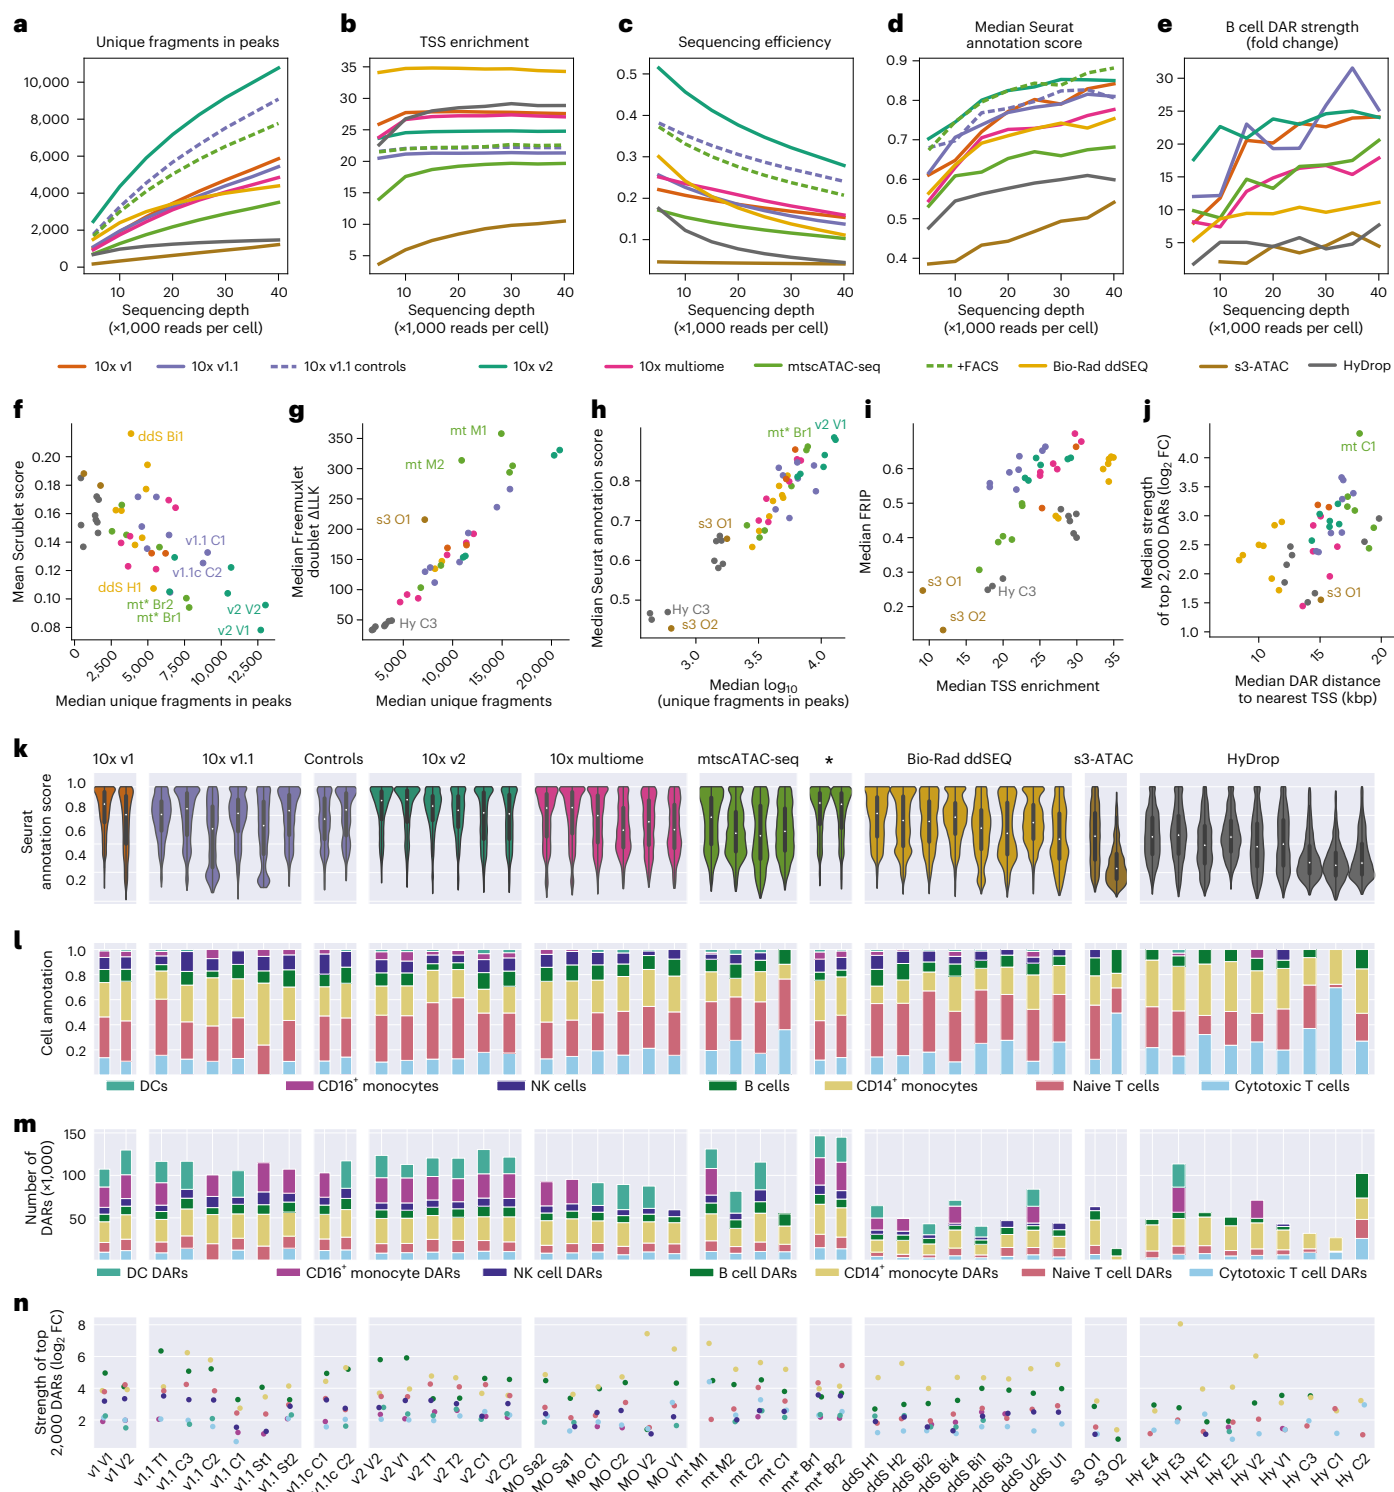 a
Unique fragments in peaks
10,000
8,000
6,000
4,000
2,000
0
10 20 30 40
Sequencing depth
(×1,000 reads per cell)
b
TSS enrichment
35
30
25
20
15
10
5
10 20 30 40
Sequencing depth
(×1,000 reads per cell)
c
Sequencing efficiency
0.5
0.4
0.3
0.2
0.1
10 20 30 40
Sequencing depth
(×1,000 reads per cell)
d
Median Seurat
annotation score
0.9
0.8
0.7
0.6
0.5
0.4
10 20 30 40
Sequencing depth
(×1,000 reads per cell)
e
B cell DAR strength
(fold change)
30
25
20
15
10
5
10 20 30 40
Sequencing depth
(×1,000 reads per cell)
10x v1 10x v1.1 10x v1.1 controls 10x v2 10x multiome mtscATAC-seq +FACS Bio-Rad ddSEQ s3-ATAC HyDrop
f
Mean Scrublet score
0.20
0.18
0.16
0.14
0.12
0.10
0.08
ddS Bi1
v1.1 C1
v1.1c C2
ddS H1
mt* Br2
mt* Br1
v2 V2
v2 V1
0 2,500 5,000 7,500 10,000 12,500
Median unique fragments in peaks
g
Median Freemuxlet
doublet ΔLLK
350
300
250
200
150
100
50
mt M1
mt M2
s3 O1
Hy C3
5,000 10,000 15,000 20,000
Median unique fragments
h
Median Seurat annotation score
0.8
0.7
0.6
0.5
v2 V1
mt* Br1
s3 O1
Hy C3
s3 O2
3.0 3.5 4.0
Median log10
(unique fragments in peaks)
i
Median FRIP
0.6
0.4
0.2
s3 O1
Hy C3
s3 O2
10 15 20 25 30 35
Median TSS enrichment
j
Median strength
of top 2,000 DARs (log2 FC)
4.0
3.5
3.0
2.5
2.0
1.5
1.0
mt C1
s3 O1
10 15 20
Median DAR distance
to nearest TSS (kbp)
k
10x v1 10x v1.1 Controls 10x v2 10x multiome mtscATAC-seq * Bio-Rad ddSEQ s3-ATAC HyDrop
Seurat
annotation score
1.0
0.8
0.6
0.4
0.2
l
Cell annotation
1.0
0.8
0.6
0.4
0.2
DCs CD16+ monocytes NK cells B cells CD14+ monocytes Naive T cells Cytotoxic T cells
m
Number of
DARs (×1,000)
150
100
50
DC DARs CD16+ monocyte DARs NK cell DARs B cell DARs CD14+ monocyte DARs Naive T cell DARs Cytotoxic T cell DARs
n
Strength of top
2,000 DARs (log2 FC)
8
6
4
2
v1 V1 v1 V2 v1.1 T1 v1.1 C3 v1.1 C2 v1.1 C1 v1.1 St1 v1.1 St2 v1.1c C1 v1.1c C2 v2 V2 v2 V1 v2 T1 v2 T2 v2 C1 v2 C2 MO Sa2 MO Sa1 Mo C1 MO C2 MO V2 MO V1 mt M1 mt M2 mt C2 mt C1 mt* Br1 mt* Br2 ddS H1 ddS H2 ddS Bi2 ddS Bi4 ddS Bi1 ddS Bi3 ddS U2 ddS U1 s3 O1 s3 O2 Hy E4 Hy E3 Hy E1 Hy E2 Hy V2 Hy V1 Hy C3 Hy C1 Hy C2